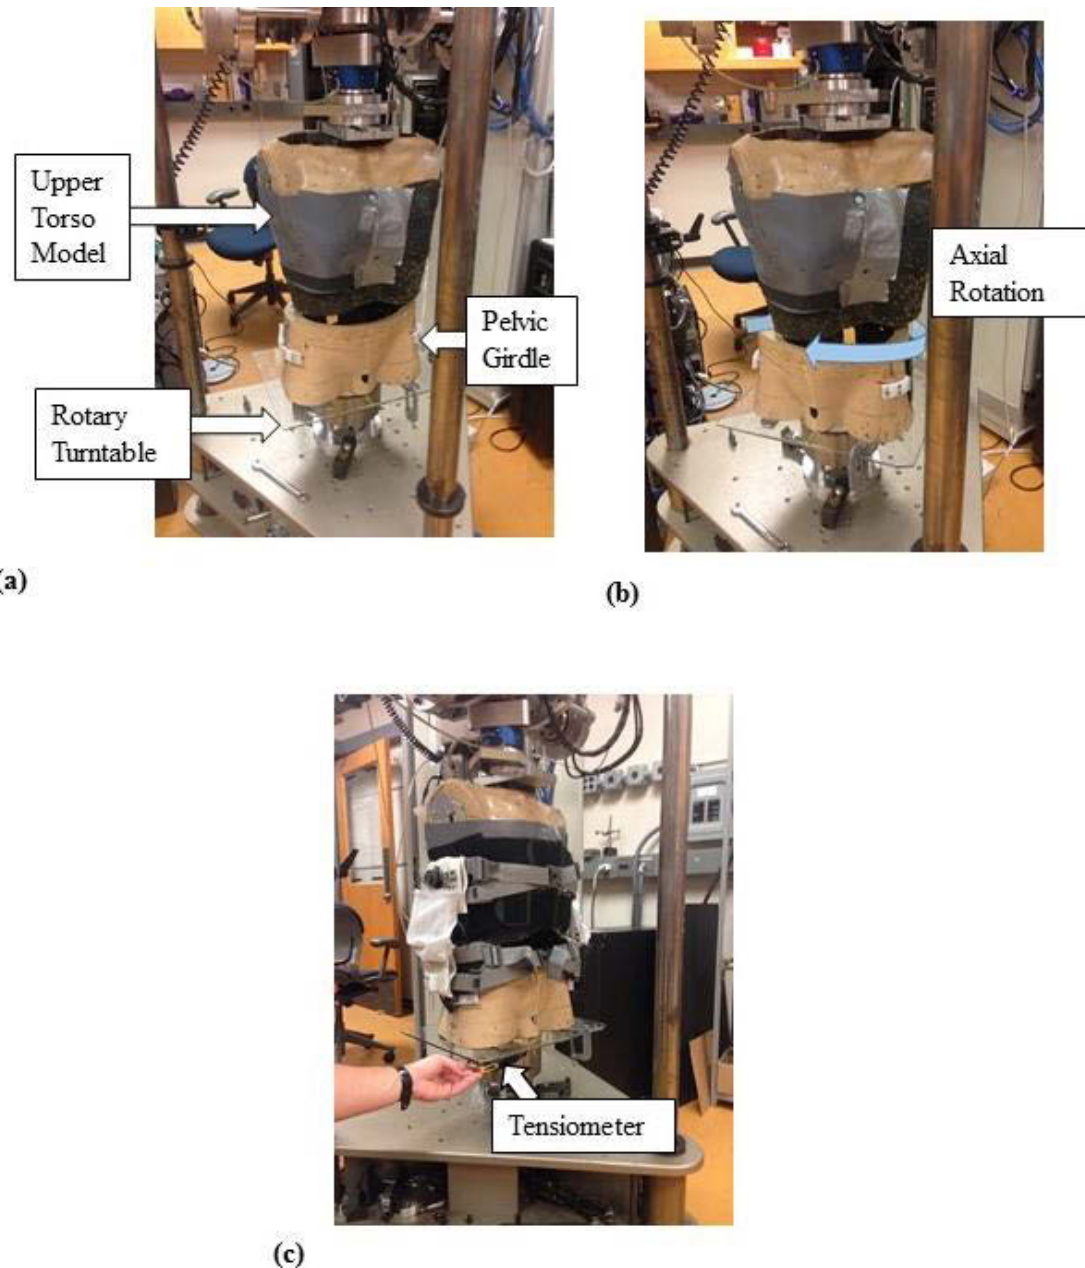 Upper
Torso
Model
Pelvic
Girdle
Rotary
Turntable
Axial
Rotation
(a)
(b)
Tensiometer
(c)